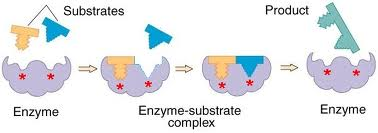 Substrates
Product
Enzyme
Enzyme-substrate
complex
Enzyme